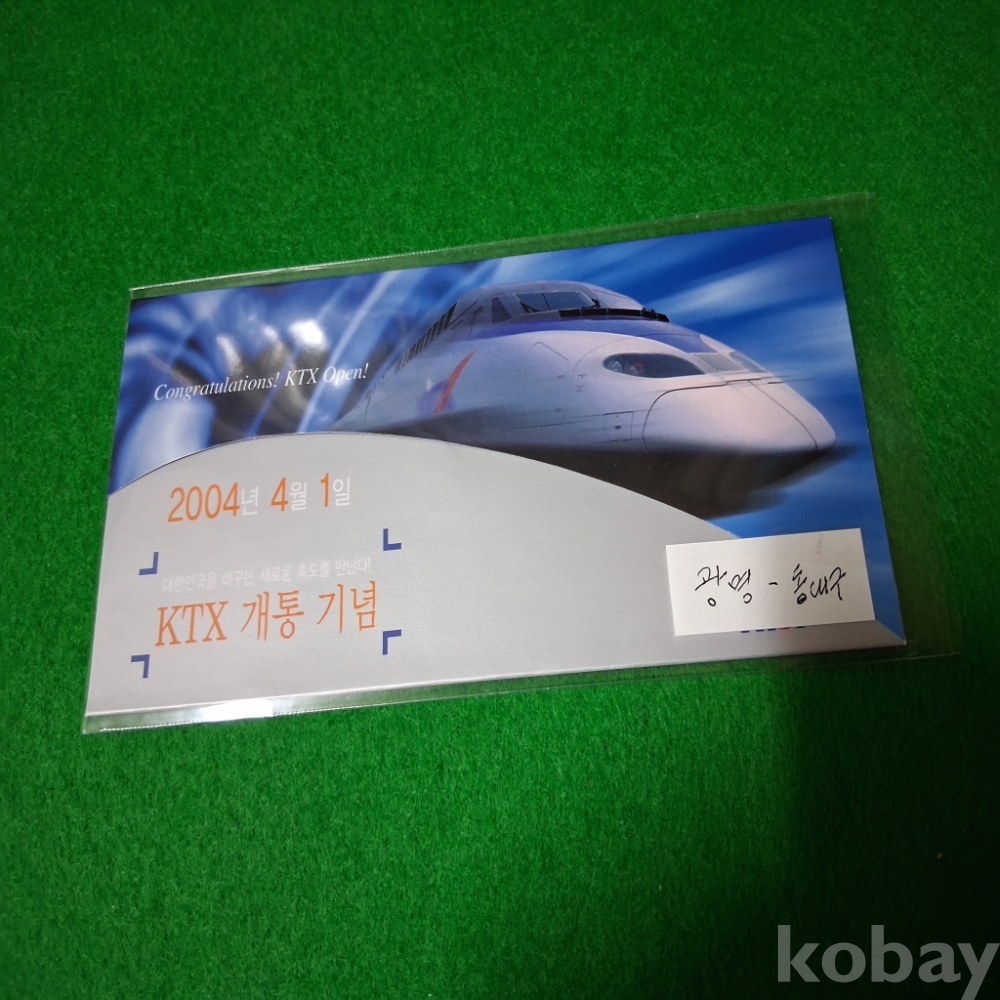 Congratulations! KTX Open!
2004년 4월 1일
대한민국을 바꾸는 새로운 속도를 만난다!
KTX 개통 기념
광명 - 동대구
kobay